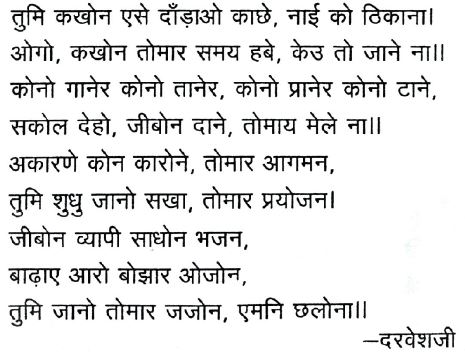 तुमि कखोन एसे दाँड़ाओ काछे, नाई को ठिकाना।
ओगो, कखोन तोमार समय हबे, केउ तो जाने ना॥
कोनो गानेर कोनो तानेर, कोनो प्रानेर कोनो टाने,
सकोल देहो, जीबोन दाने, तोमाय मेले ना॥
अकारणे कोन कारोने, तोमार आगमन,
तुमि शुधु जानो सखा, तोमार प्रयोजन।
जीबोन व्यापी साधोन भजन,
बाढ़ाए आरो बोझार ओजोन,
तुमि जानो तोमार जजोन, एमनि छलोना॥
–दरवेशजी